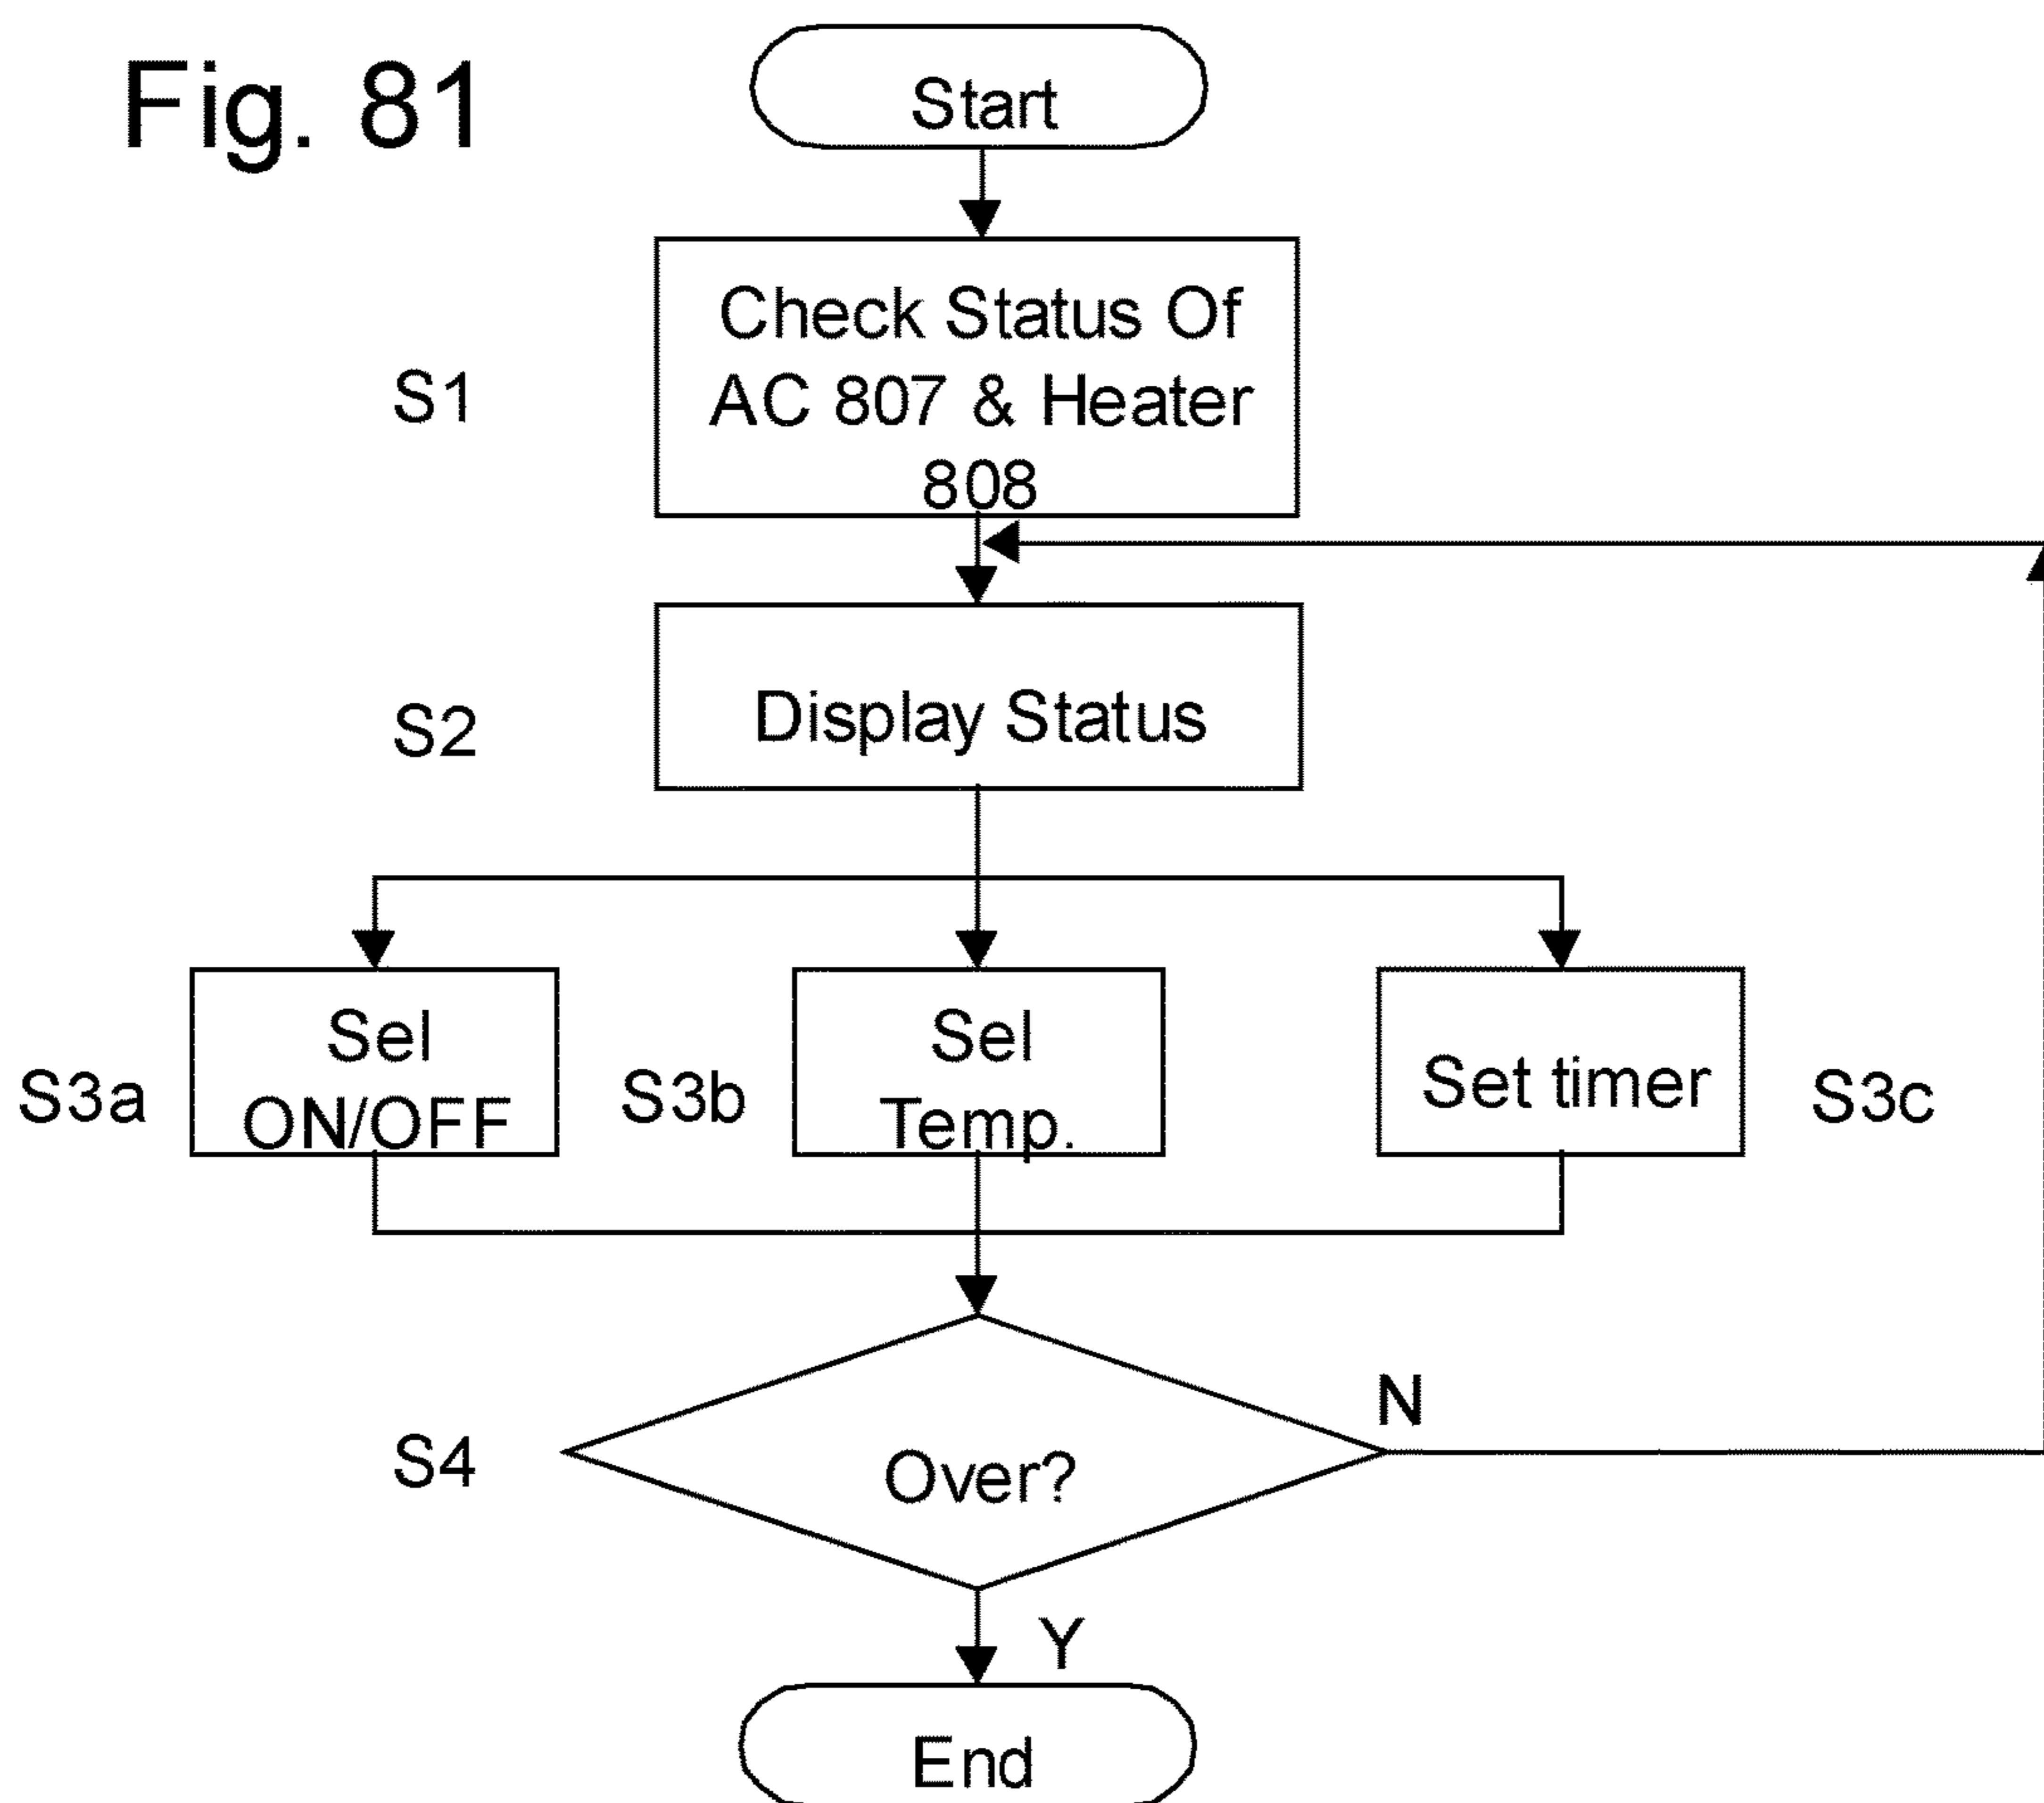 Fig. 81
Start
S1
Check Status Of
AC 807 & Heater
808
S2
Display Status
S3a
Sel
ON/OFF
S3b
Sel
Temp.
Set timer
S3c
S4
Over?
N
Y
End